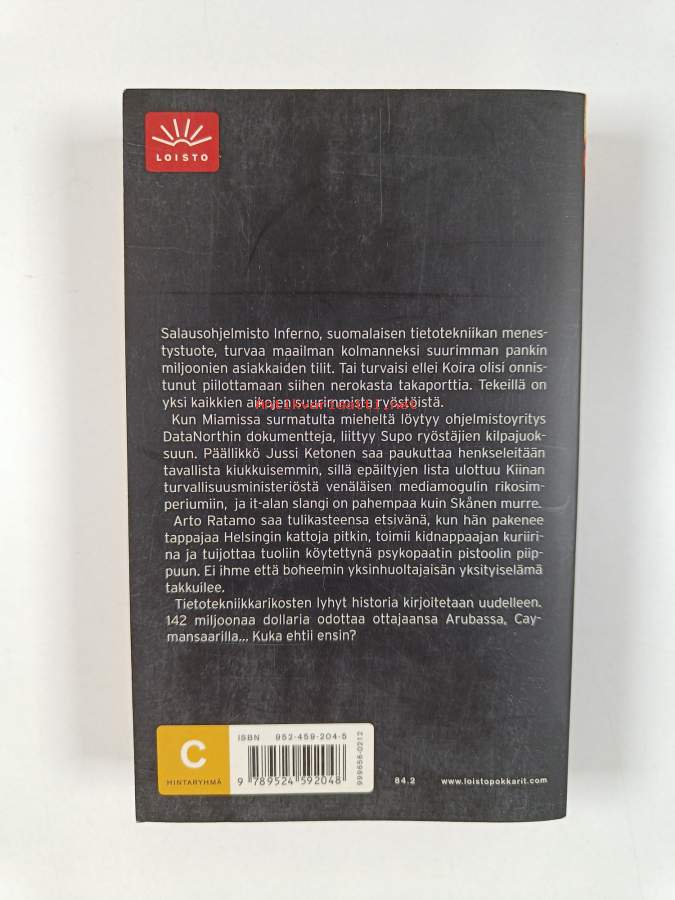 LOISTO
Salausohjelmisto Inferno, suomalaisen tietotekniikan menes-
tystuote, turvaa maailman kolmanneksi suurimman pankin
miljoonien asiakkaiden tilit. Tai turvaisi ellei Koira olisi onnis-
tunut piilottamaan siihen nerokasta takaporttia. Tekeillä on
yksi kaikkien aikojen suurimmista ryöstöistä.
Antikvariaatti.net
Kun Miamissa surmatulta mieheltä löytyy ohjelmistoyritys
DataNorthin dokumentteja, liittyy Supo ryöstäjien kilpajuok-
suun. Päällikkö Jussi Ketonen saa paukuttaa henkseleitään
tavallista kiukkuisemmin, sillä epäiltyjen lista ulottuu Kiinan
turvallisuusministeriöstä venäläisen mediamogulin rikosim-
periumiin, ja it-alan slangi on pahempaa kuin Skånen murre.
Arto Ratamo saa tulikasteensa etsivänä, kun hän pakenee
tappajaa Helsingin kattoja pitkin, toimii kidnappaajan kuriiri-
na ja tuijottaa tuoliin köytettynä psykopaatin pistoolin piip-
puun. Ei ihme että boheemin yksinhuoltajaisän yksityiselämä
takkuilee.
Tietotekniikkarikosten lyhyt historia kirjoitetaan uudelleen.
142 miljoonaa dollaria odottaa ottajaansa Arubassa, Cay-
mansaarilla... Kuka ehtii ensin?
C
HINTARYHMÄ
ISBN 952-459-204-5
9 789524 592048
999656-0212
84.2
www.loistopokkarit.com